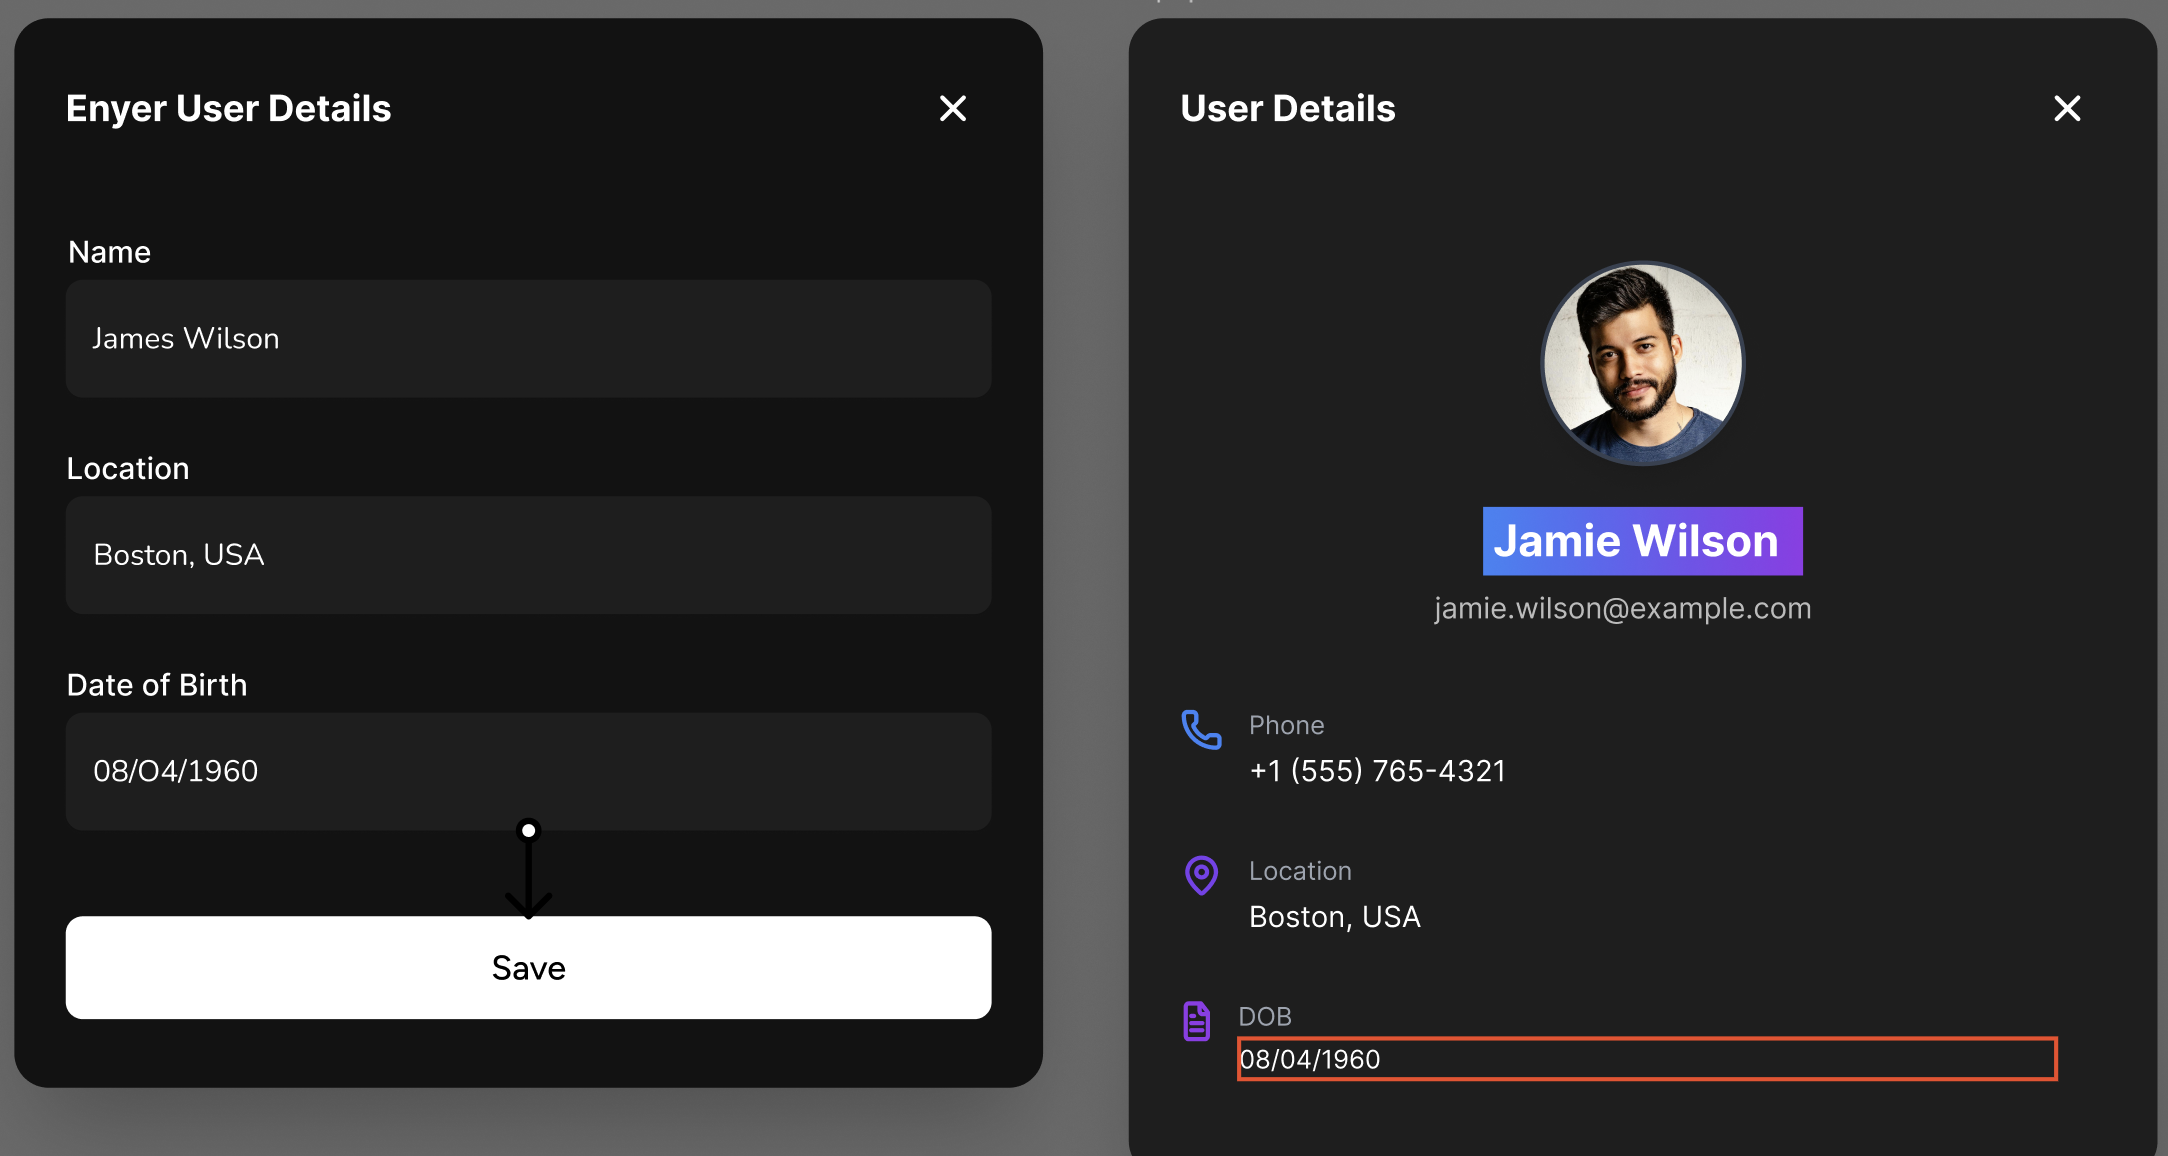 Enyer User Details
Name
James Wilson
Location
Boston, USA
Date of Birth
08/O4/1960
Save
User Details
Jamie Wilson
jamie.wilson@example.com
Phone
+1 (555) 765-4321
Location
Boston, USA
DOB
08/04/1960